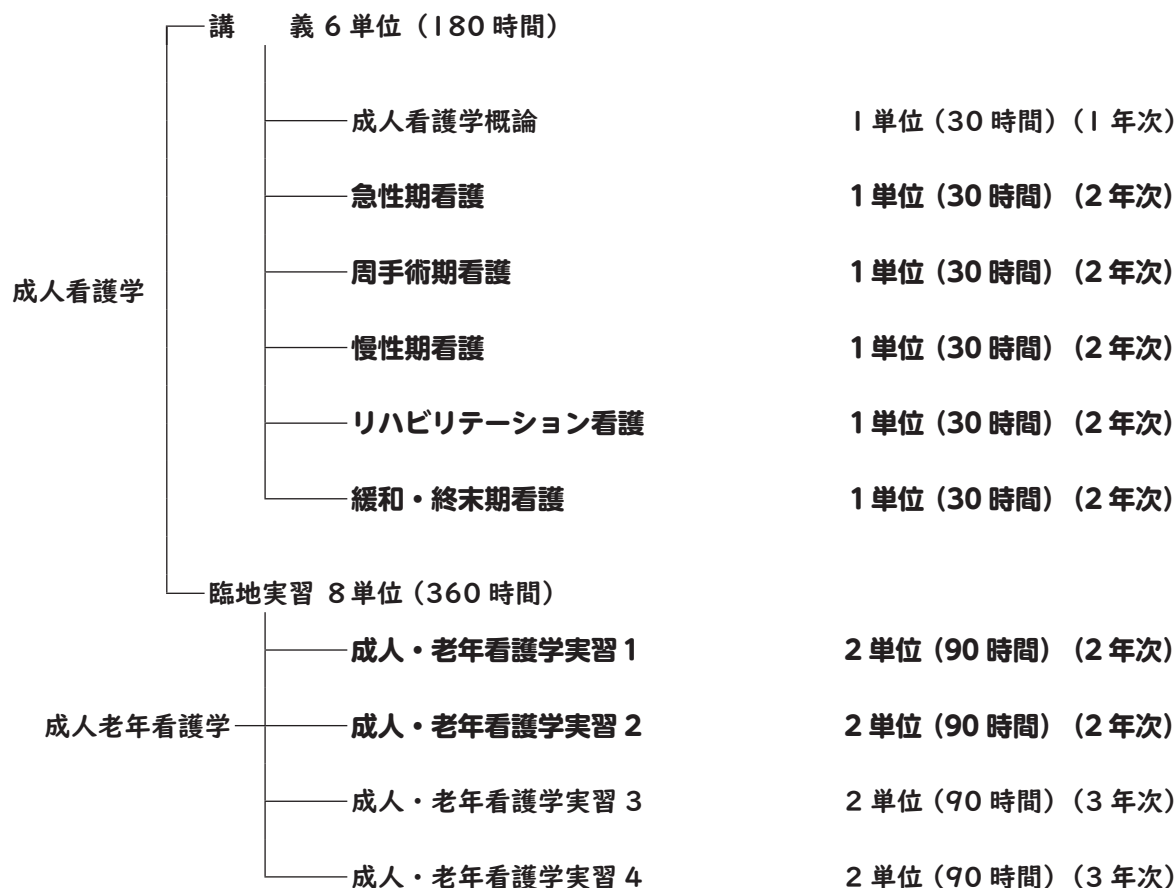 講　　義 6 単位（180 時間）
成人看護学概論　1 単位（30 時間）（1 年次）
急性期看護　1 単位（30 時間）（2 年次）
周手術期看護　1 単位（30 時間）（2 年次）
成人看護学
慢性期看護　1 単位（30 時間）（2 年次）
リハビリテーション看護　1 単位（30 時間）（2 年次）
緩和・終末期看護　1 単位（30 時間）（2 年次）
臨地実習 8 単位（360 時間）
成人・老年看護学実習 1　2 単位（90 時間）（2 年次）
成人老年看護学
成人・老年看護学実習 2　2 単位（90 時間）（2 年次）
成人・老年看護学実習 3　2 単位（90 時間）（3 年次）
成人・老年看護学実習 4　2 単位（90 時間）（3 年次）